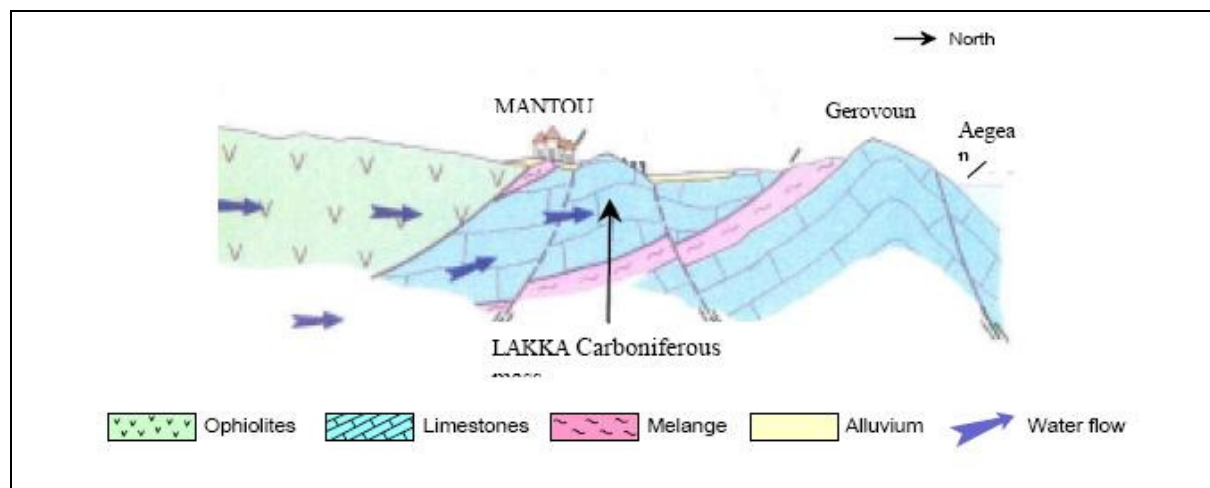 North
MANTOU
Gerovoun
Aegea
n
LAKKA Carboniferous
Ophiolites
Limestones
Melange
Alluvium
Water flow